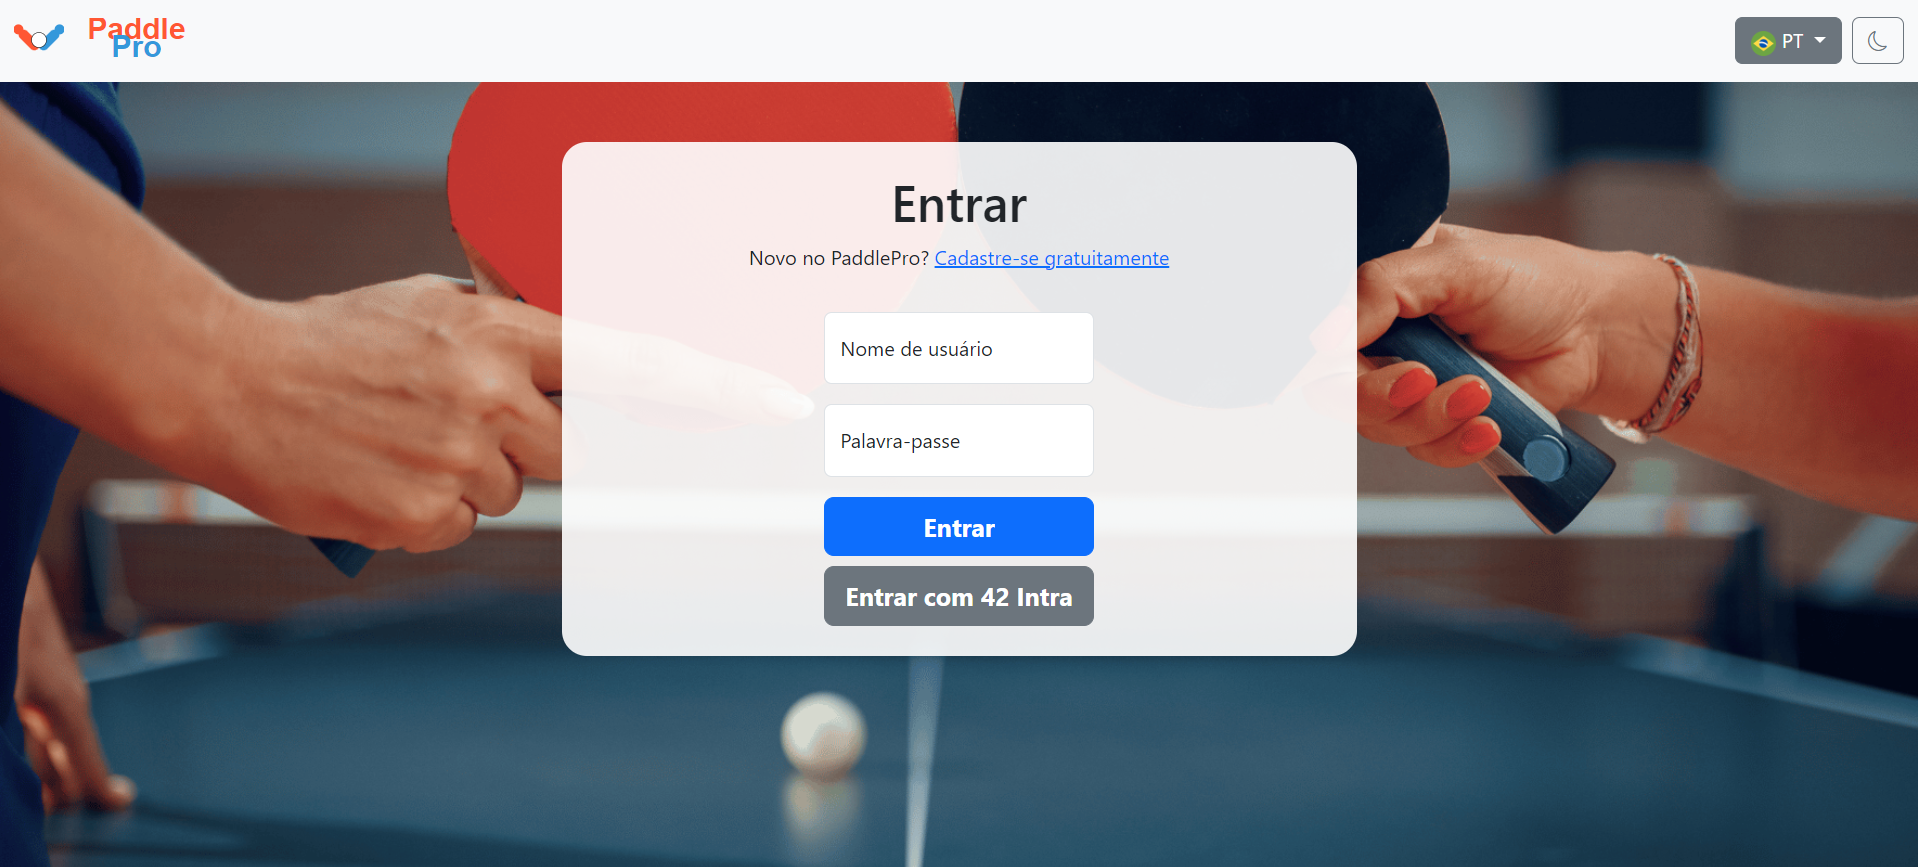 Paddle
Pro
PT
Entrar
Novo no PaddlePro? Cadastre-se gratuitamente
Nome de usuário
Palavra-passe
Entrar
Entrar com 42 Intra